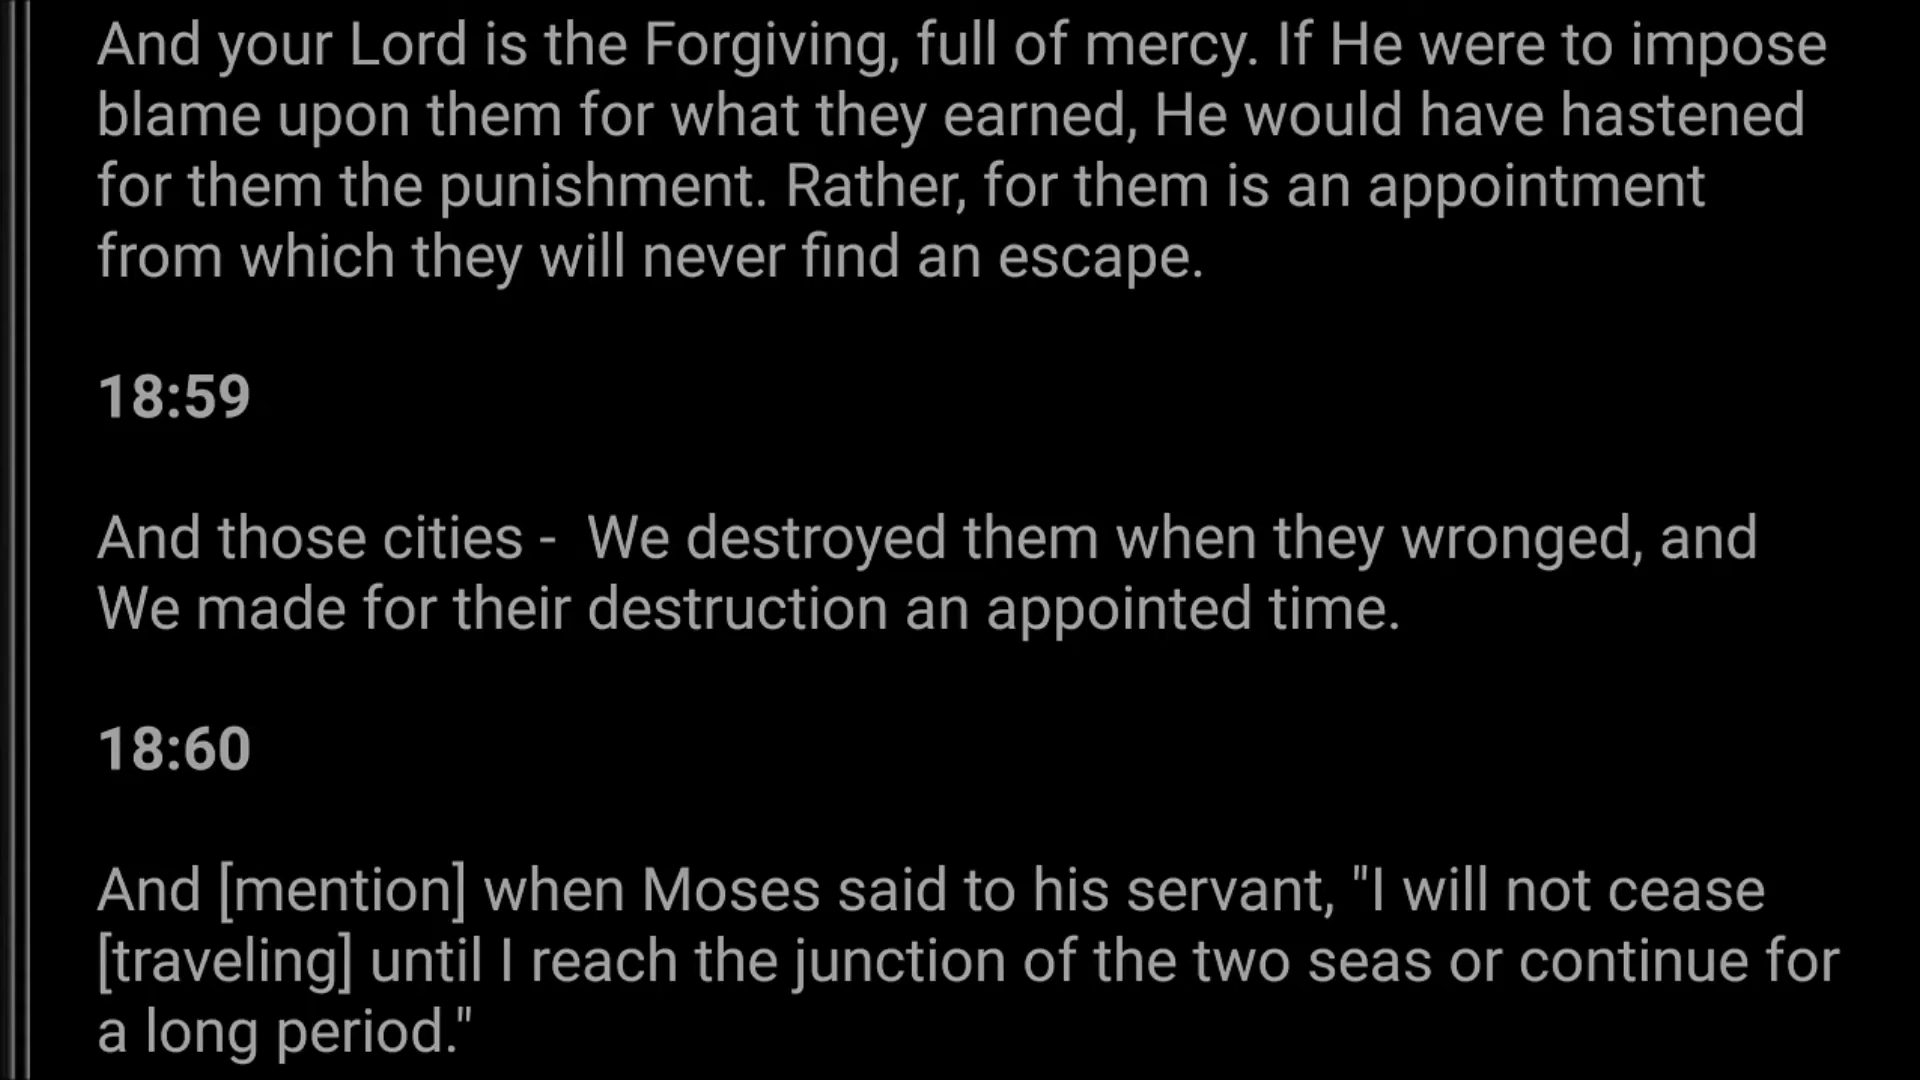 And your Lord is the Forgiving, full of mercy. If He were to impose
blame upon them for what they earned, He would have hastened
for them the punishment. Rather, for them is an appointment
from which they will never find an escape.
18:59
And those cities -  We destroyed them when they wronged, and
We made for their destruction an appointed time.
18:60
And [mention] when Moses said to his servant, "I will not cease
[traveling] until I reach the junction of the two seas or continue for
a long period."